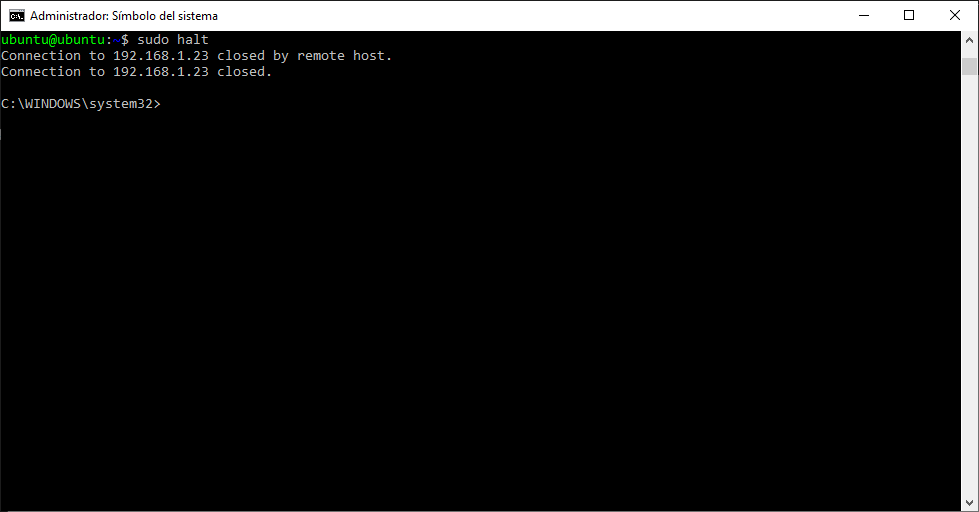 Administrador: Símbolo del sistema
ubuntu@ubuntu:~$ sudo halt
Connection to 192.168.1.23 closed by remote host.
Connection to 192.168.1.23 closed.
C:\WINDOWS\system32>